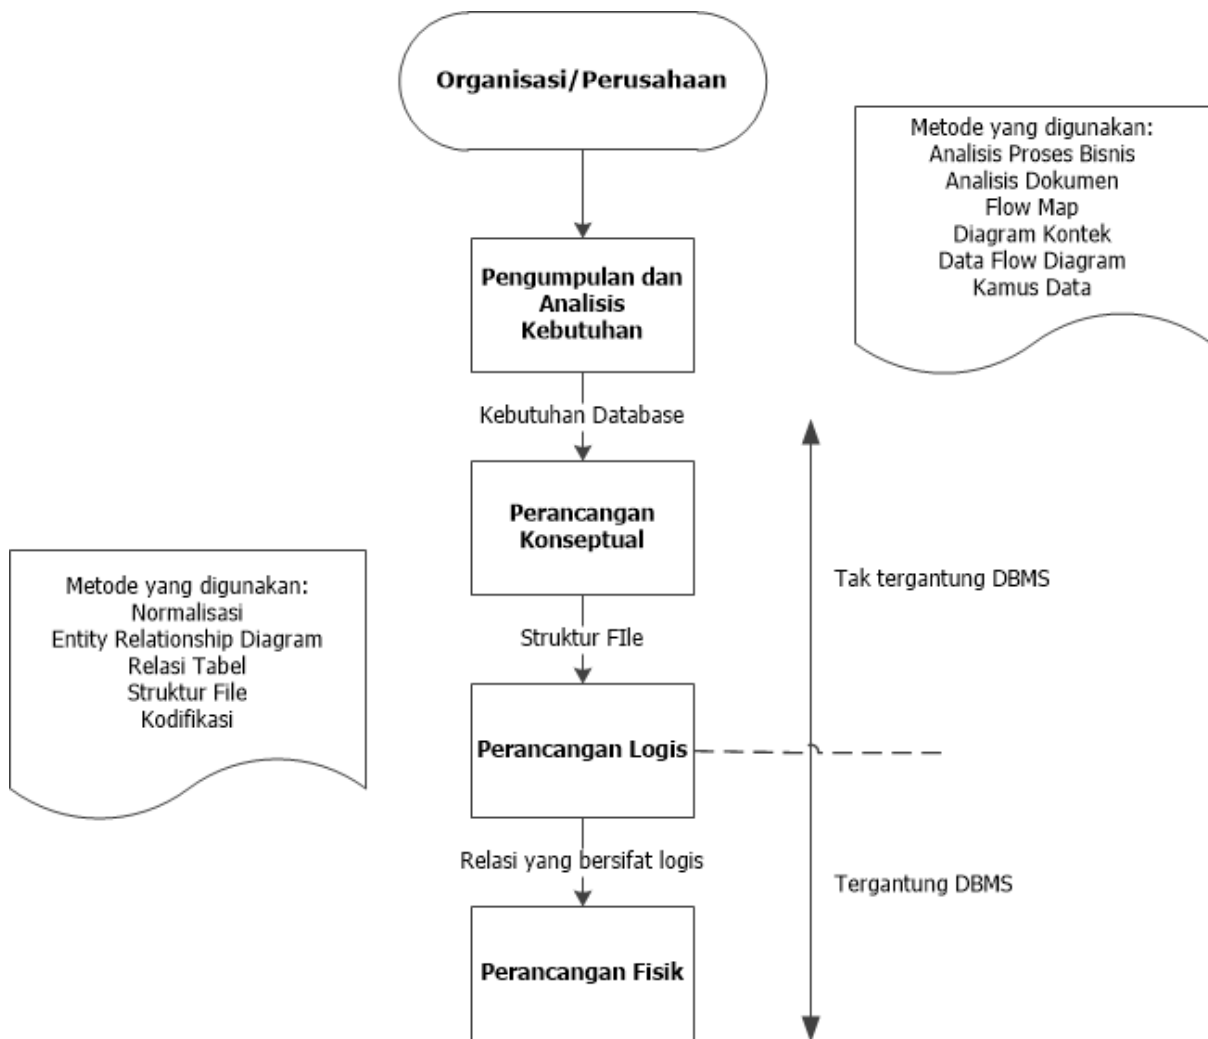 Organisasi/Perusahaan
Metode yang digunakan:
Analisis Proses Bisnis
Analisis Dokumen
Flow Map
Diagram Kontek
Data Flow Diagram
Kamus Data
Pengumpulan dan
Analisis
Kebutuhan
Kebutuhan Database
Perancangan
Konseptual
Tak tergantung DBMS
Metode yang digunakan:
Normalisasi
Entity Relationship Diagram
Relasi Tabel
Struktur File
Kodifikasi
Struktur FIle
Perancangan Logis
Relasi yang bersifat logis
Tergantung DBMS
Perancangan Fisik